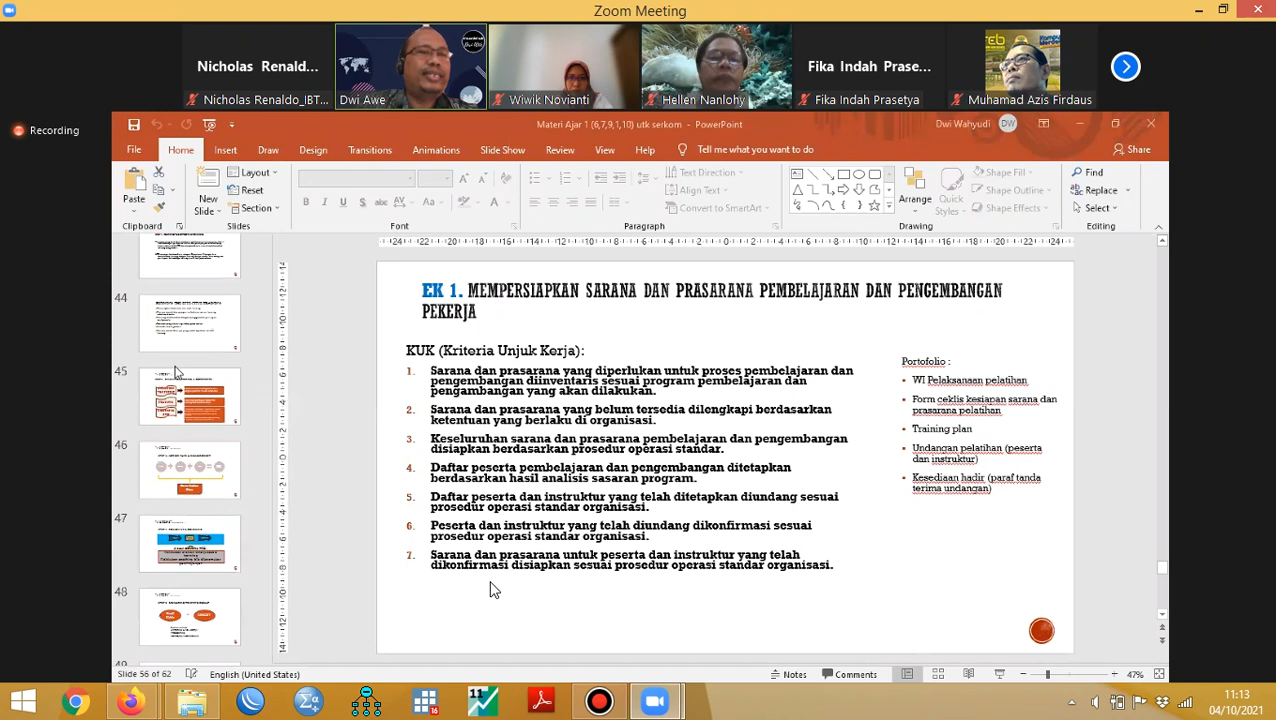 Zoom Meeting
Nicholas Renaldo...
Fika Indah Prase...
Nicholas Renaldo_iBT...
Dwi Awe
Wiwik Novianti
Hellen Nanlohy
Fika Indah Prasetya
Muhamad Azis Firdaus
Recording
Materi Ajar 1 (6,7,9,1,10) utk serkom - PowerPoint
Dwi Wahyudi
DW
File
Home
Insert
Draw
Design
Transitions
Animations
Slide Show
Review
View
Help
Tell me what you want to do
Share
Paste
New Slide
Layout
Reset
Section
Text Direction
Align Text
Convert to SmartArt
Arrange
Quick Styles
Shape Fill
Shape Outline
Shape Effects
Find
Replace
Select
Clipboard
Slides
Font
Paragraph
Drawing
Editing
44
45
46
47
48
EK 1. MEMPERSIAPKAN SARANA DAN PRASARANA PEMBELAJARAN DAN PENGEMBANGAN
PEKERJA
KUK (Kriteria Unjuk Kerja):
1. Sarana dan prasarana yang diperlukan untuk proses pembelajaran dan
pengembangan diinventaris sesuai program pembelajaran dan
pengembangan yang akan dilakukan.
2. Sarana dan prasarana yang belum tersedia dilengkapi berdasarkan
ketentuan yang berlaku di organisasi.
3. Keseluruhan sarana dan prasarana pembelajaran dan pengembangan
disiapkan berdasarkan prosedur operasi standar.
4. Daftar peserta pembelajaran dan pengembangan ditetapkan
berdasarkan hasil analisis sasaran program.
5. Daftar peserta dan instruktur yang telah ditetapkan diundang sesuai
prosedur operasi standar organisasi.
6. Peserta dan instruktur yang telah diundang dikonfirmasi sesuai
prosedur operasi standar organisasi.
7. Sarana dan prasarana untuk peserta dan instruktur yang telah
dikonfirmasi disiapkan sesuai prosedur operasi standar organisasi.
Portofolio :
• WI Pelaksanaan pelatihan
• Form ceklis kesiapan sarana dan
prasarana pelatihan
• Training plan
• Undangan pelatihan (peserta
dan instruktur)
• Kesediaan hadir (paraf tanda
terima undangan)
Slide 56 of 62
English (United States)
Notes
Comments
47%
11:13
04/10/2021